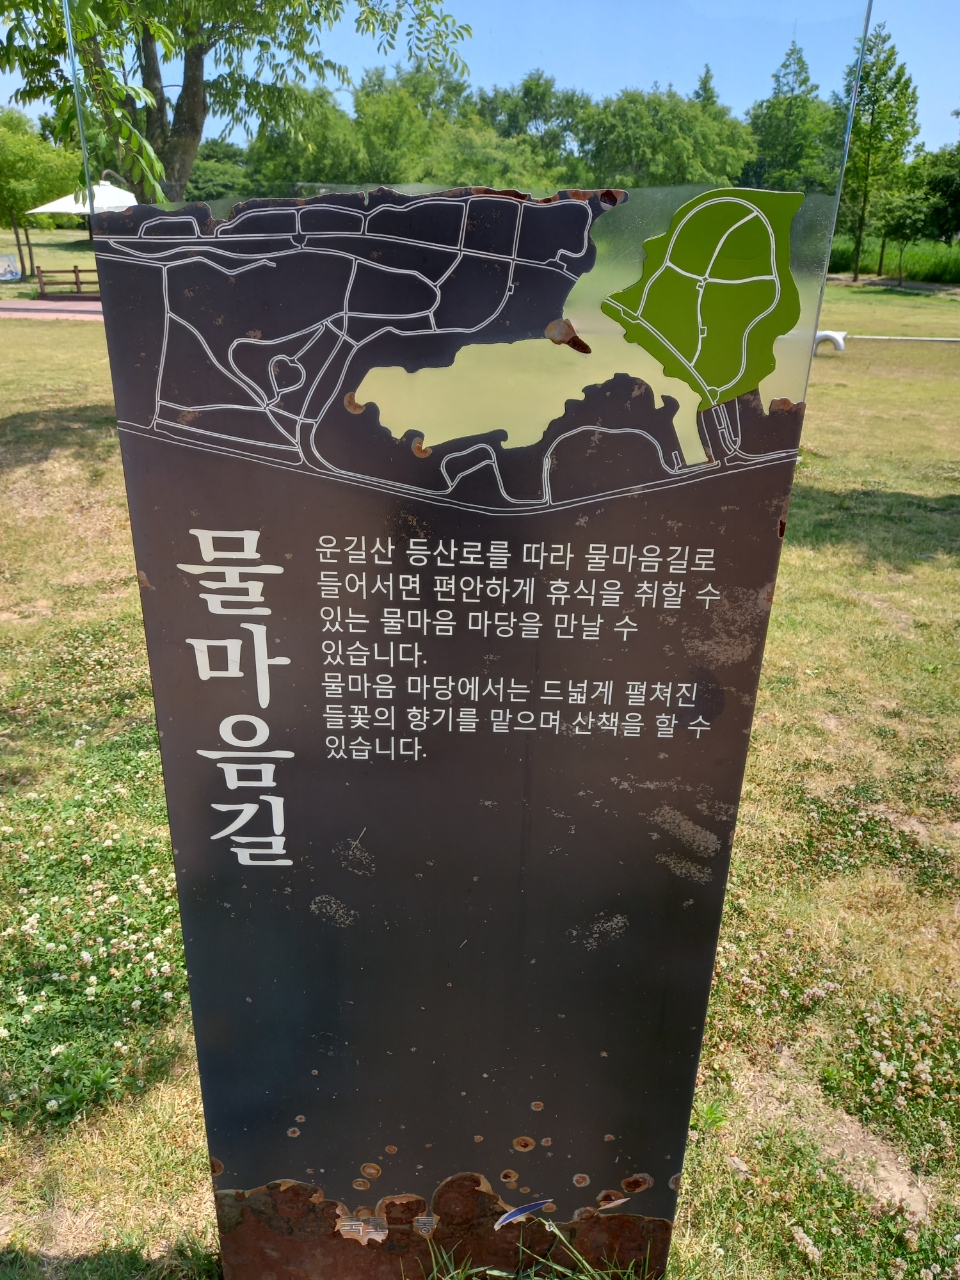 물마음길
운길산 등산로를 따라 물마음길로
들어서면 편안하게 휴식을 취할 수
있는 물마음 마당을 만날 수
있습니다.
물마음 마당에서는 드넓게 펼쳐진
들꽃의 향기를 맡으며 산책을 할 수
있습니다.